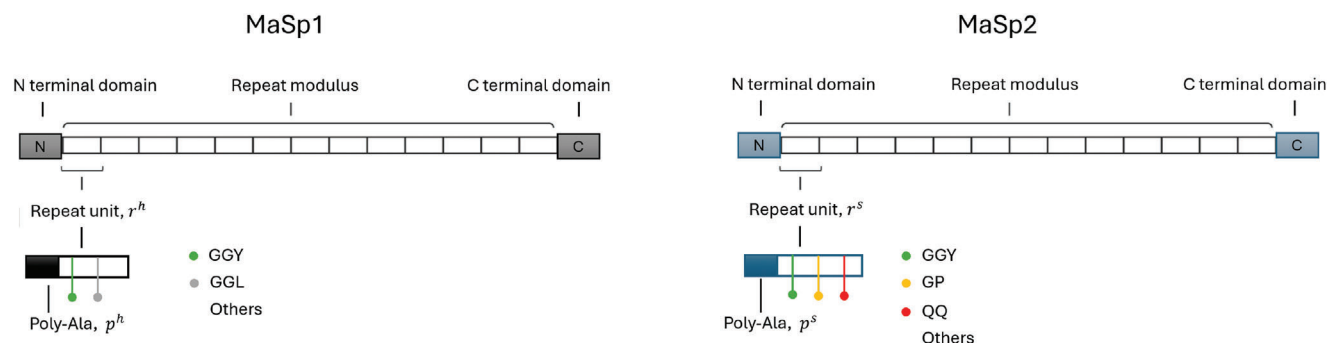 MaSp1
N terminal domain
Repeat modulus
C terminal domain
N
C
Repeat unit, r^h
GGY
GGL
Others
Poly-Ala, p^h
MaSp2
N terminal domain
Repeat modulus
C terminal domain
N
C
Repeat unit, r^s
GGY
GP
QQ
Others
Poly-Ala, p^s